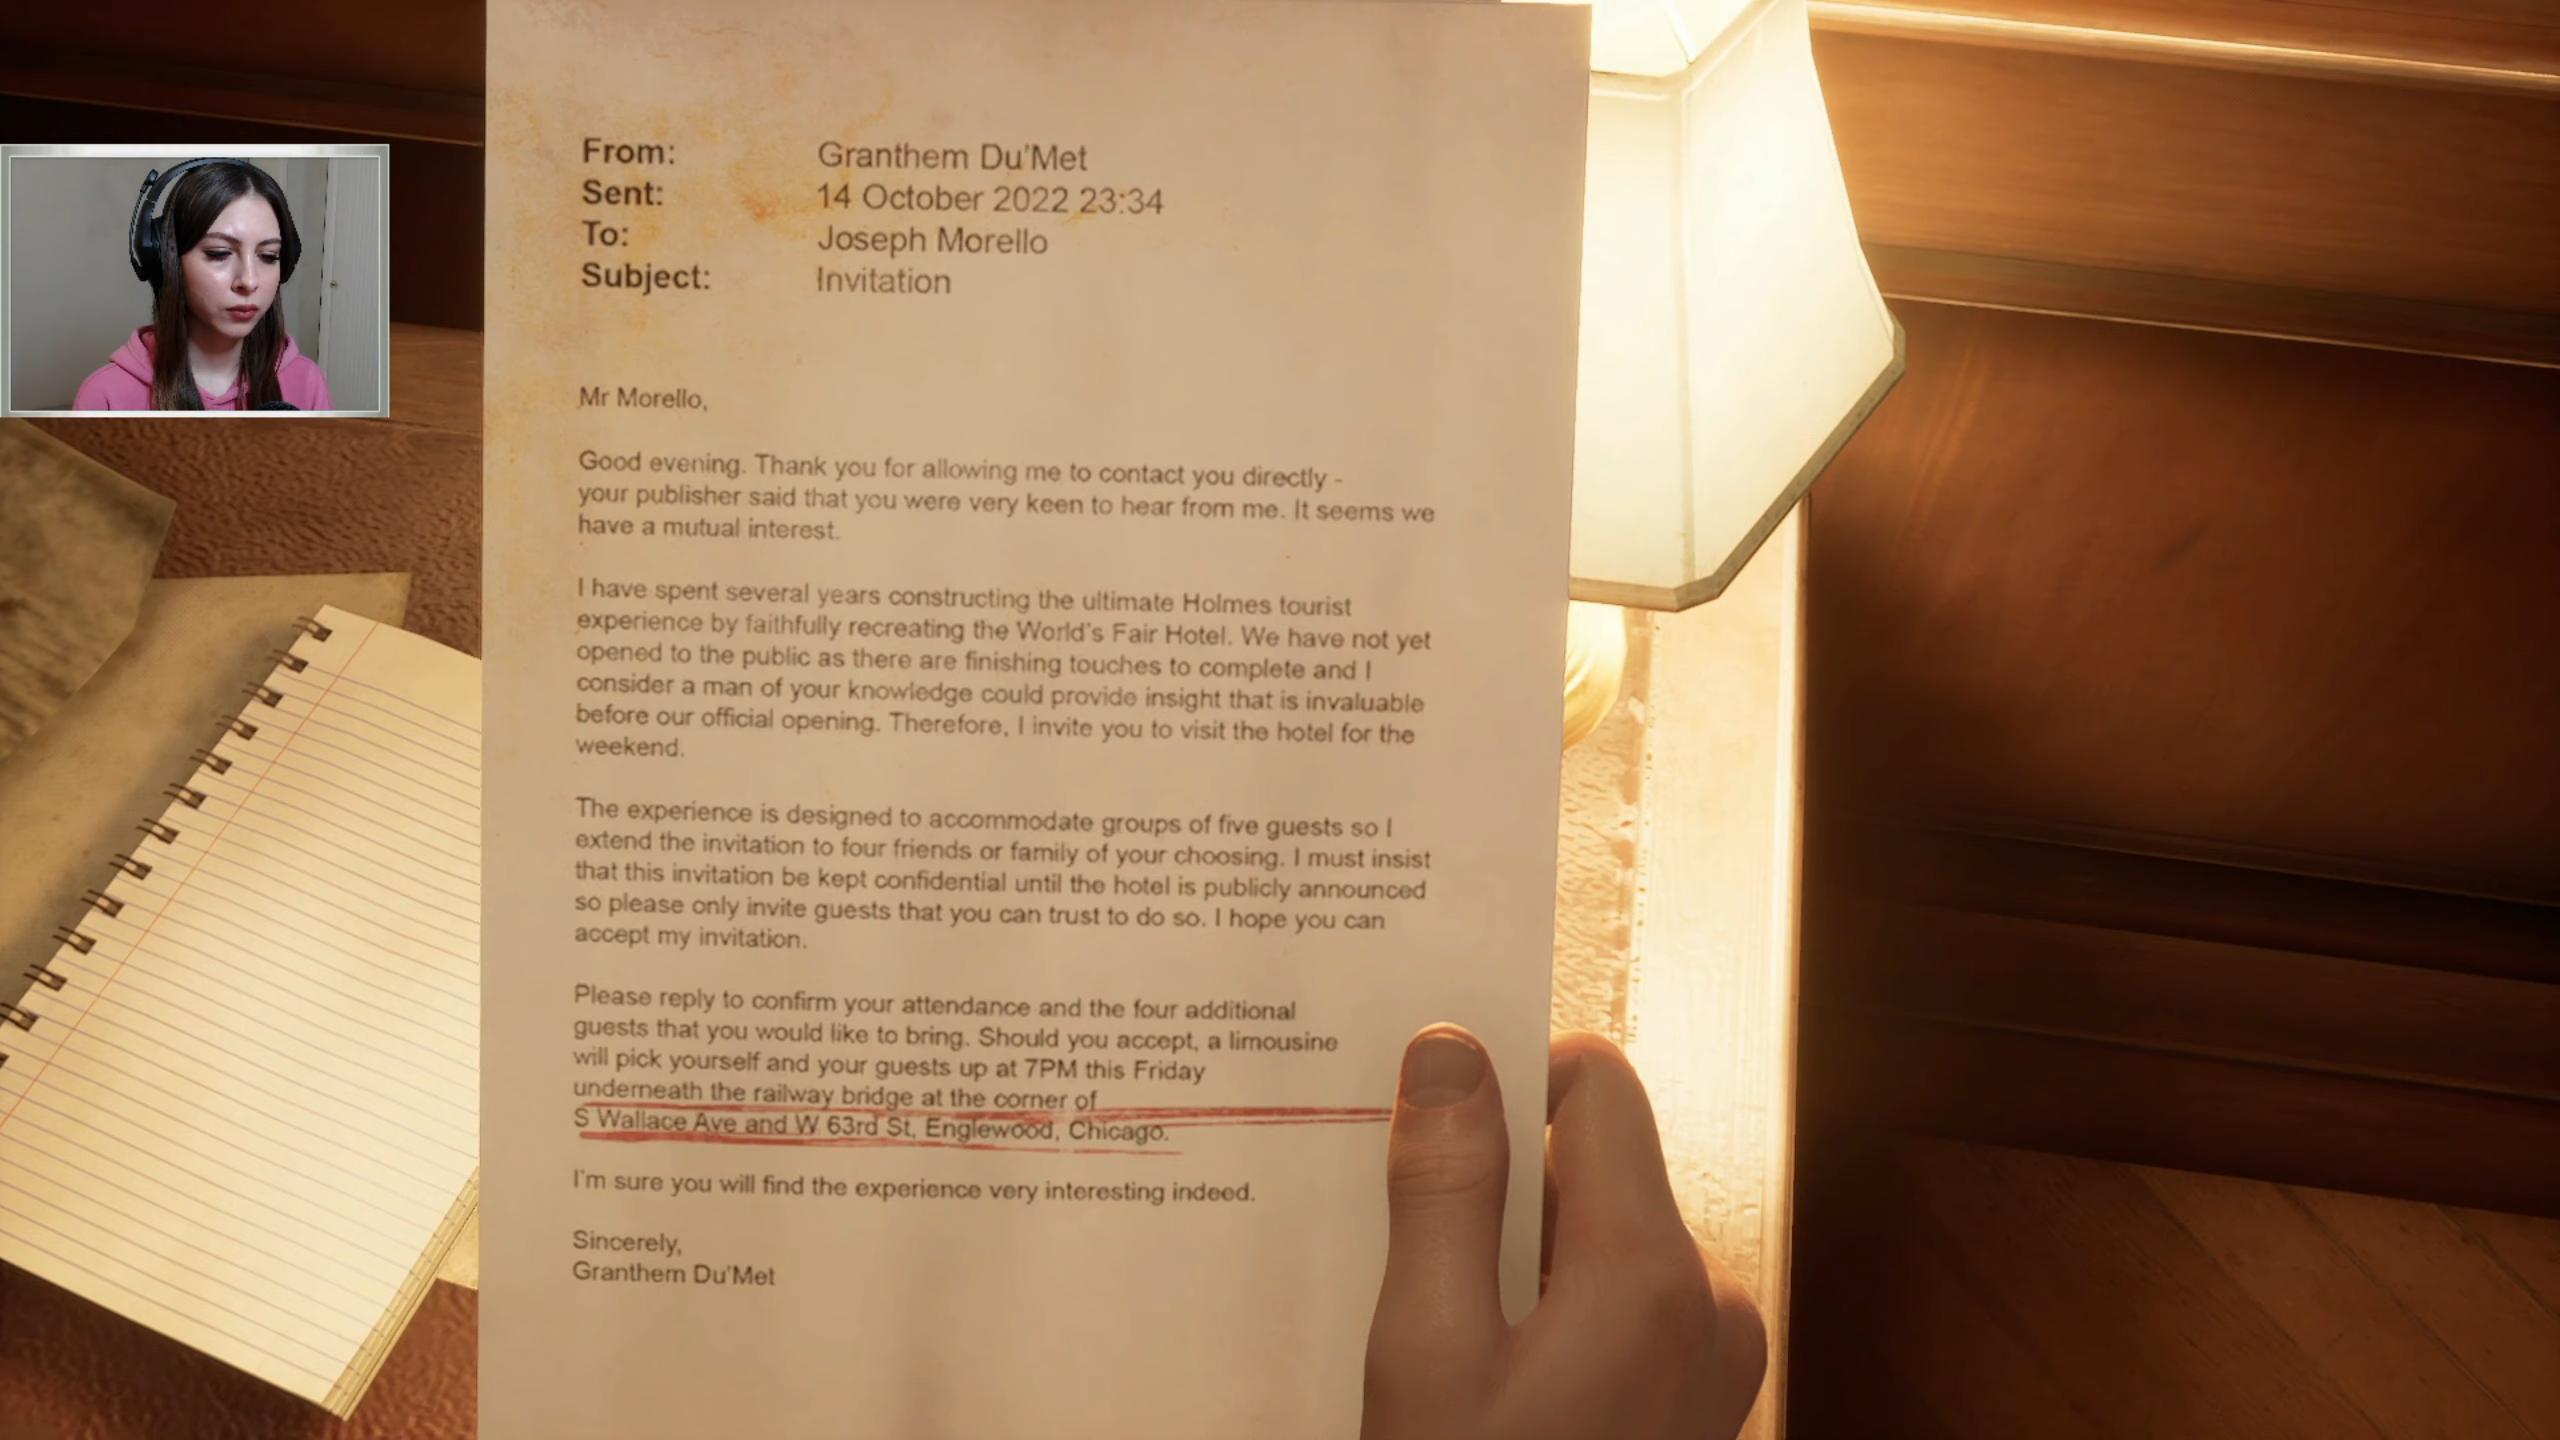 From: Granthem Du'Met
Sent: 14 October 2022 23:34
To: Joseph Morello
Subject: Invitation
Mr Morello,
Good evening. Thank you for allowing me to contact you directly -
your publisher said that you were very keen to hear from me. It seems we
have a mutual interest.
I have spent several years constructing the ultimate Holmes tourist
experience by faithfully recreating the World's Fair Hotel. We have not yet
opened to the public as there are finishing touches to complete and I
consider a man of your knowledge could provide insight that is invaluable
before our official opening. Therefore, I invite you to visit the hotel for the
weekend.
The experience is designed to accommodate groups of five guests so I
extend the invitation to four friends or family of your choosing. I must insist
that this invitation be kept confidential until the hotel is publicly announced
so please only invite guests that you can trust to do so. I hope you can
accept my invitation.
Please reply to confirm your attendance and the four additional
guests that you would like to bring. Should you accept, a limousine
will pick yourself and your guests up at 7PM this Friday
underneath the railway bridge at the corner of
S Wallace Ave and W 63rd St, Englewood, Chicago.
I'm sure you will find the experience very interesting indeed.
Sincerely,
Granthem Du'Met